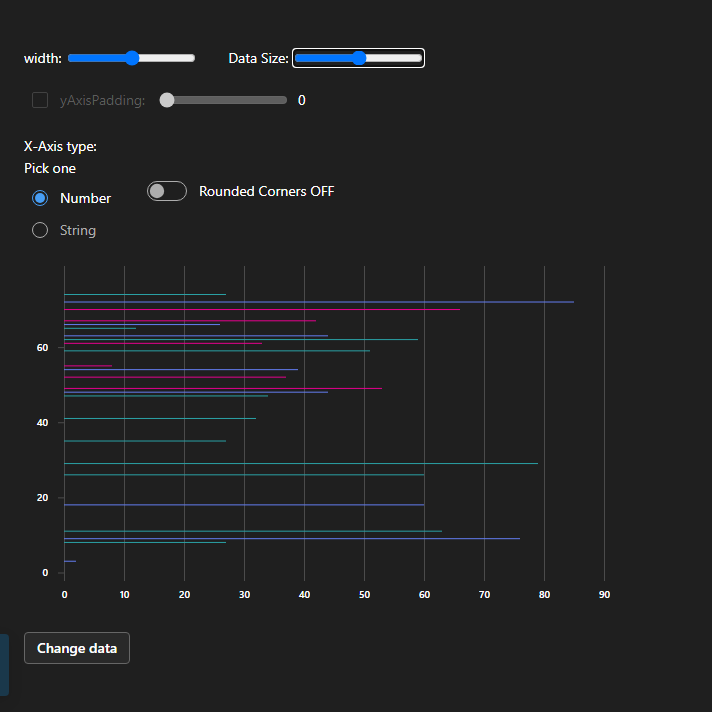 width: Data Size:
yAxisPadding: 0
X-Axis type:
Pick one
Number
Rounded Corners OFF
String
60
40
20
0
0 10 20 30 40 50 60 70 80 90
Change data